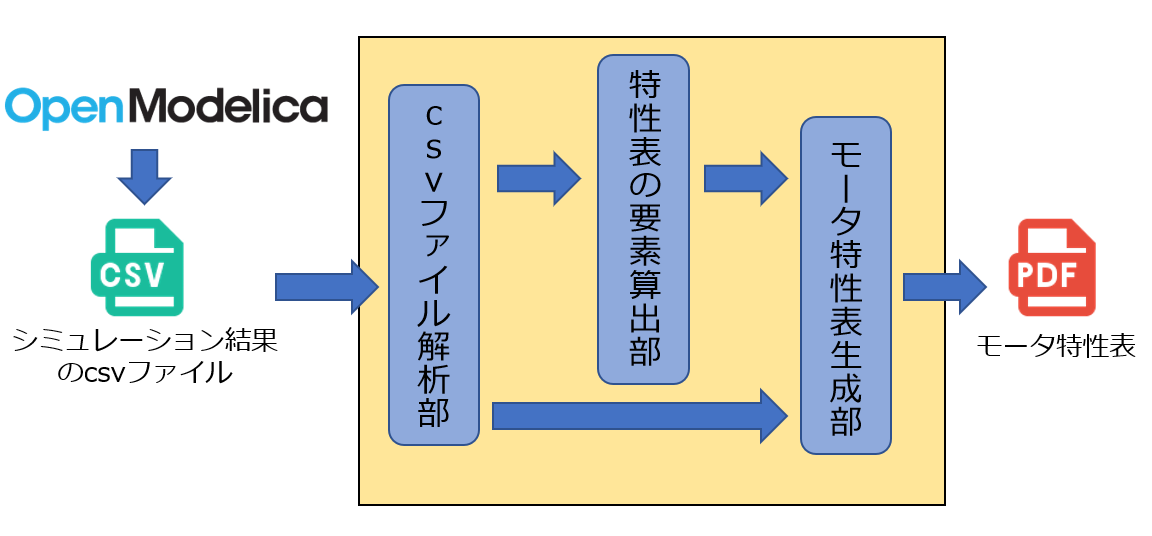 OpenModelica
CSV
シミュレーション結果
のcsvファイル
csvファイル解析部
特性表の要素算出部
モータ特性表生成部
PDF
モータ特性表